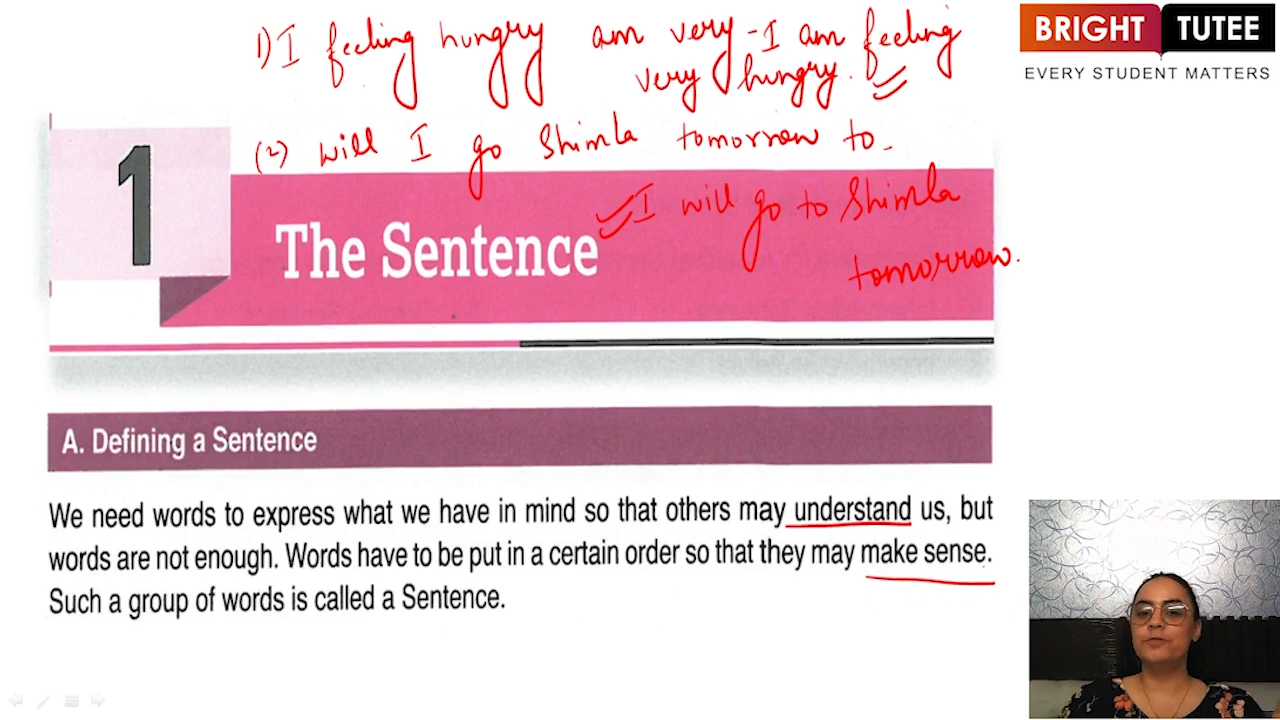 1) I feeling hungry am very - I am feeling
very hungry.
BRIGHT TUTEE
EVERY STUDENT MATTERS
(2) will I go Shimla tomorrow to -
I will go to Shimla
tomorrow.
1
The Sentence
A. Defining a Sentence
We need words to express what we have in mind so that others may understand us, but
words are not enough. Words have to be put in a certain order so that they may make sense.
Such a group of words is called a Sentence.